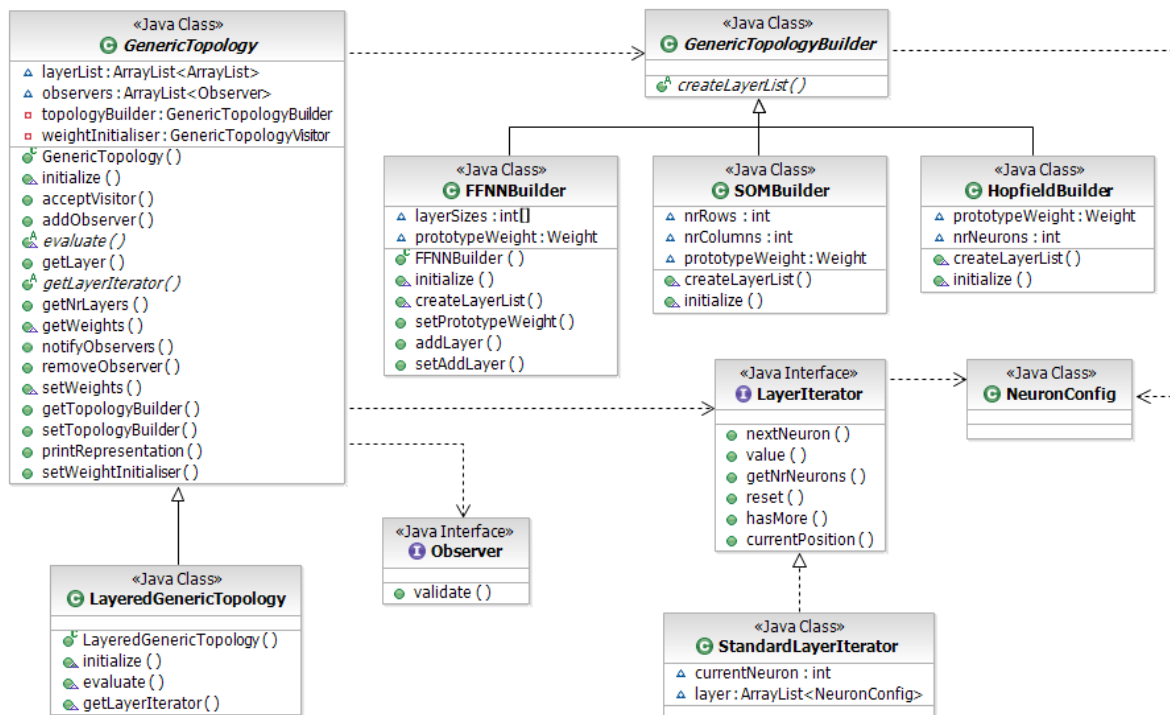 «Java Class»
GenericTopology
layerList : ArrayList<ArrayList>
observers : ArrayList<Observer>
topologyBuilder : GenericTopologyBuilder
weightInitialiser : GenericTopologyVisitor
GenericTopology ( )
initialize ( )
acceptVisitor ( )
addObserver ( )
evaluate ( )
getLayer ( )
getLayerIterator ( )
getNrLayers ( )
getWeights ( )
notifyObservers ( )
removeObserver ( )
setWeights ( )
getTopologyBuilder ( )
setTopologyBuilder ( )
printRepresentation ( )
setWeightInitialiser ( )
«Java Class»
GenericTopologyBuilder
createLayerList ( )
«Java Class»
FFNNBuilder
layerSizes : int[]
prototypeWeight : Weight
FFNNBuilder ( )
initialize ( )
createLayerList ( )
setPrototypeWeight ( )
addLayer ( )
setAddLayer ( )
«Java Class»
SOMBuilder
nrRows : int
nrColumns : int
prototypeWeight : Weight
createLayerList ( )
initialize ( )
«Java Class»
HopfieldBuilder
prototypeWeight : Weight
nrNeurons : int
createLayerList ( )
initialize ( )
«Java Interface»
LayerIterator
nextNeuron ( )
value ( )
getNrNeurons ( )
reset ( )
hasMore ( )
currentPosition ( )
«Java Class»
NeuronConfig
«Java Interface»
Observer
validate ( )
«Java Class»
LayeredGenericTopology
LayeredGenericTopology ( )
initialize ( )
evaluate ( )
getLayerIterator ( )
«Java Class»
StandardLayerIterator
currentNeuron : int
layer : ArrayList<NeuronConfig>